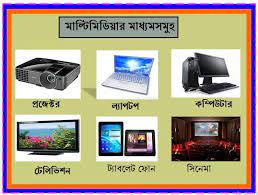 মাল্টিমিডিয়ার মাধ্যমসমুহ
প্রজেক্টর
ল্যাপটপ
কম্পিউটার
টেলিভিশন
ট্যাবলেট ফোন
সিনেমা